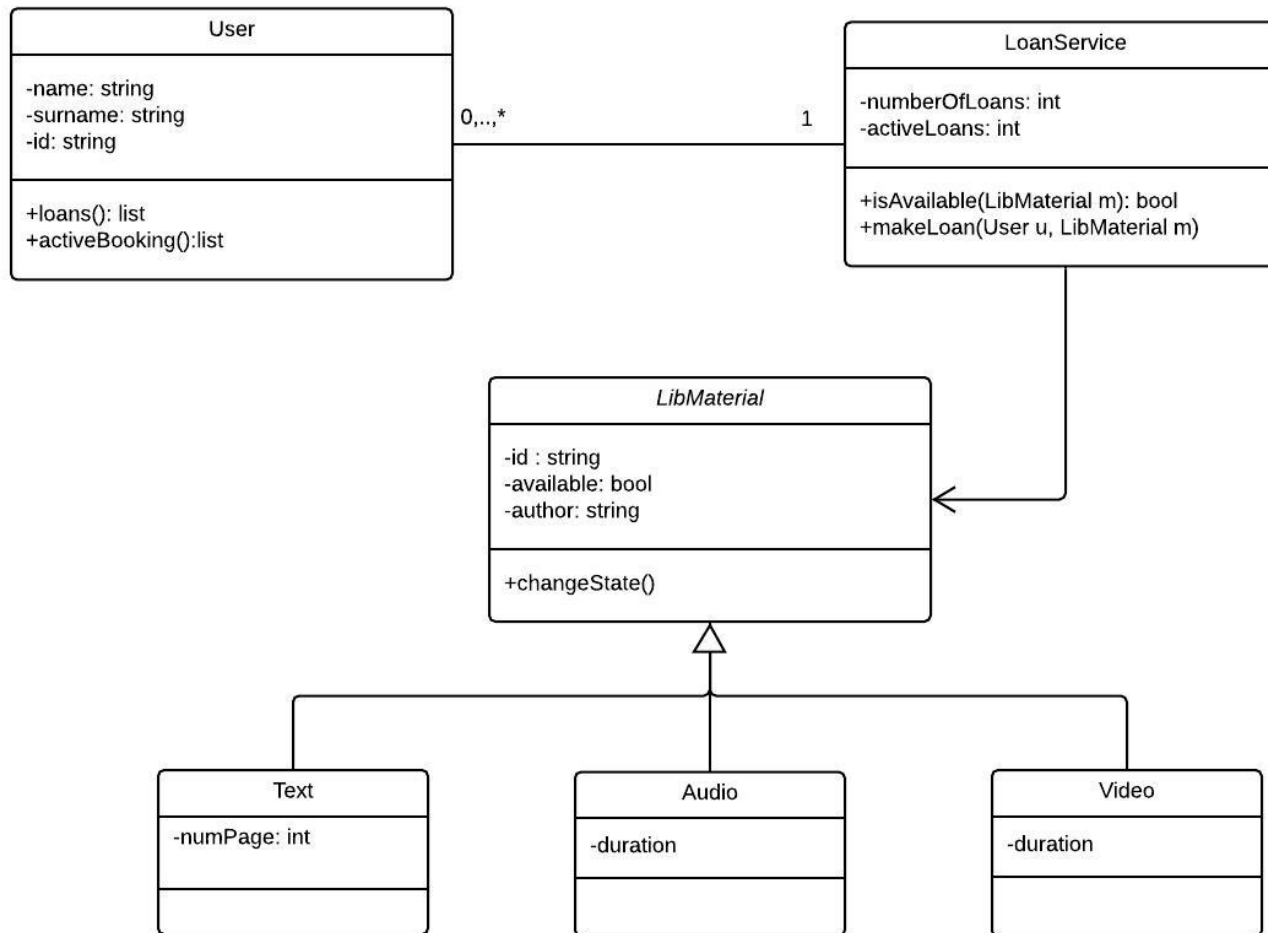 User
-name: string
-surname: string
-id: string
+loans(): list
+activeBooking():list
0,..,*
1
LoanService
-numberOfLoans: int
-activeLoans: int
+isAvailable(LibMaterial m): bool
+makeLoan(User u, LibMaterial m)
LibMaterial
-id : string
-available: bool
-author: string
+changeState()
Text
-numPage: int
Audio
-duration
Video
-duration